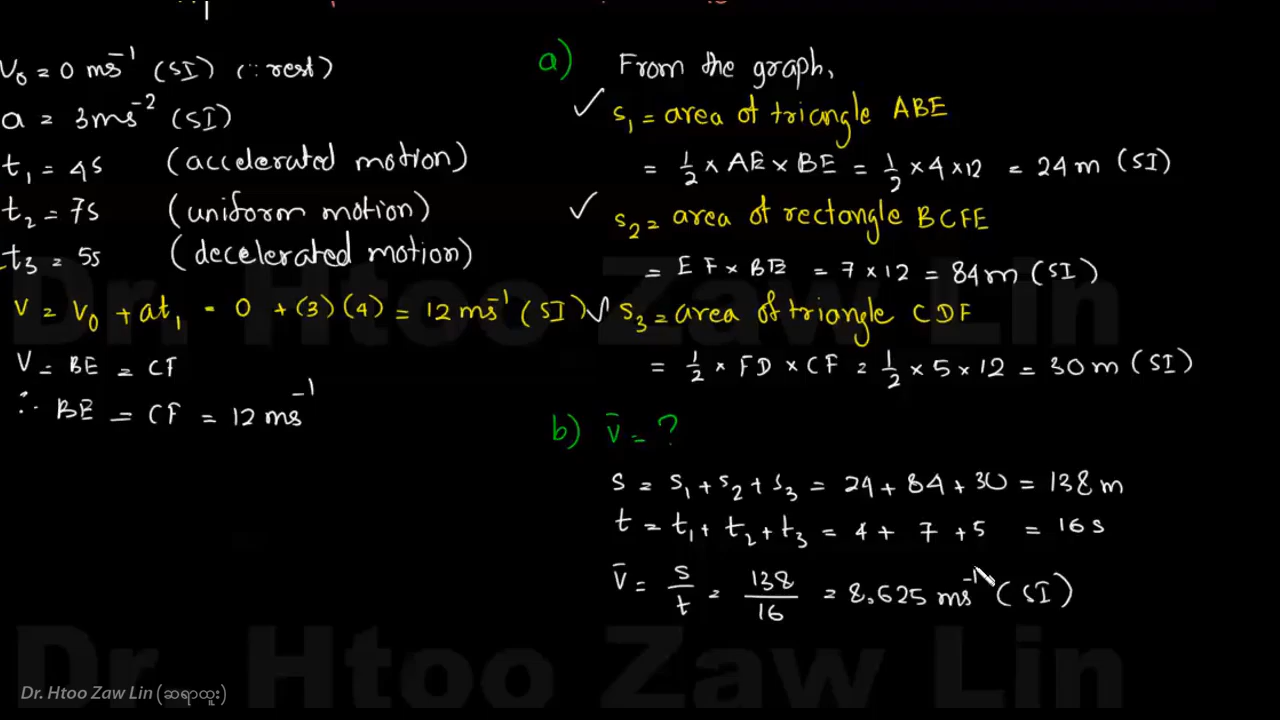 v₀ = 0 ms⁻¹ (SI) (∵ rest)
a = 3ms⁻² (SI)
t₁ = 4s (accelerated motion)
t₂ = 7s (uniform motion)
t₃ = 5s (decelerated motion)
v = v₀ + at₁ = 0 + (3) (4) = 12 ms⁻¹ (SI)
v = BE = CF
∴ BE = CF = 12 ms⁻¹
a) From the graph,
✓ s₁ = area of triangle ABE
= ½ × AE × BE = ½ × 4 × 12 = 24 m (SI)
✓ s₂ = area of rectangle BCFE
= EF × BE = 7 × 12 = 84 m (SI)
✓ s₃ = area of triangle CDF
= ½ × FD × CF = ½ × 5 × 12 = 30 m (SI)
b) v̄ = ?
s = s₁ + s₂ + s₃ = 24 + 84 + 30 = 138 m
t = t₁ + t₂ + t₃ = 4 + 7 + 5 = 16 s
v̄ = s/t = 138/16 = 8.625 ms⁻¹ (SI)
Dr. Htoo Zaw Lin
Dr. Htoo Zaw Lin
Dr. Htoo Zaw Lin (ဆရာထူး)